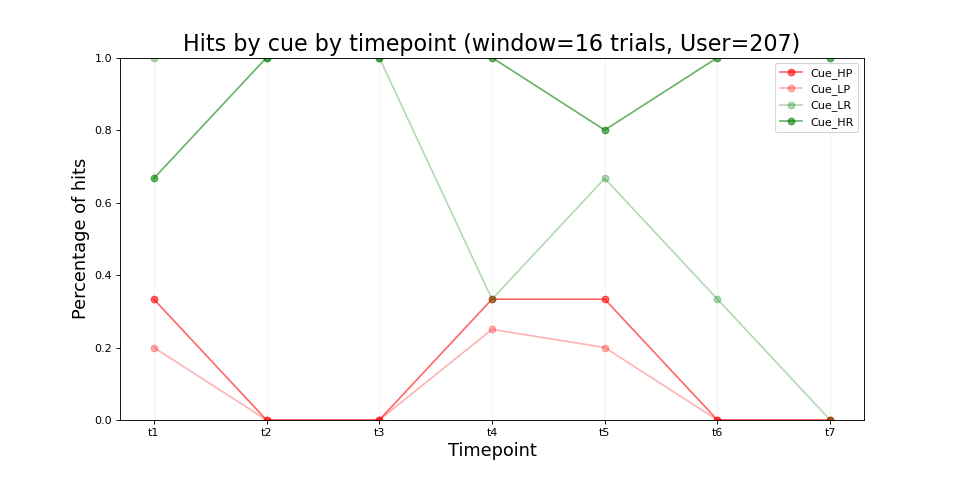 Hits by cue by timepoint (window=16 trials, User=207)
Percentage of hits
1.0
0.8
0.6
0.4
0.2
0.0
Cue_HP
Cue_LP
Cue_LR
Cue_HR
t1 t2 t3 t4 t5 t6 t7
Timepoint